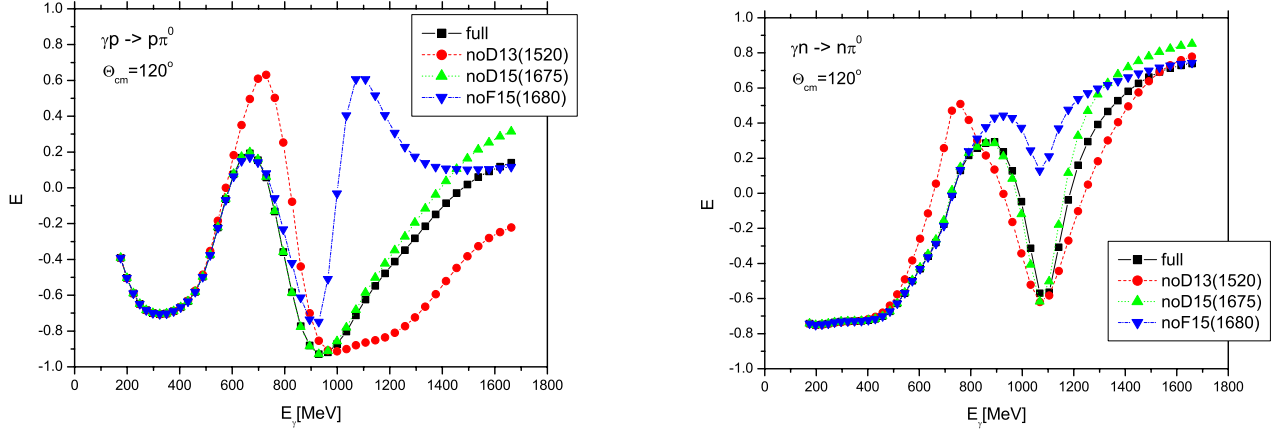 γp -> pπ⁰
Θcm=120°
full
noD13(1520)
noD15(1675)
noF15(1680)
E
1.0
0.8
0.6
0.4
0.2
0.0
-0.2
-0.4
-0.6
-0.8
-1.0
0 200 400 600 800 1000 1200 1400 1600 1800
Eγ[MeV]
γn -> nπ⁰
Θcm=120°
full
noD13(1520)
noD15(1675)
noF15(1680)
E
1.0
0.8
0.6
0.4
0.2
0.0
-0.2
-0.4
-0.6
-0.8
-1.0
0 200 400 600 800 1000 1200 1400 1600 1800
Eγ[MeV]